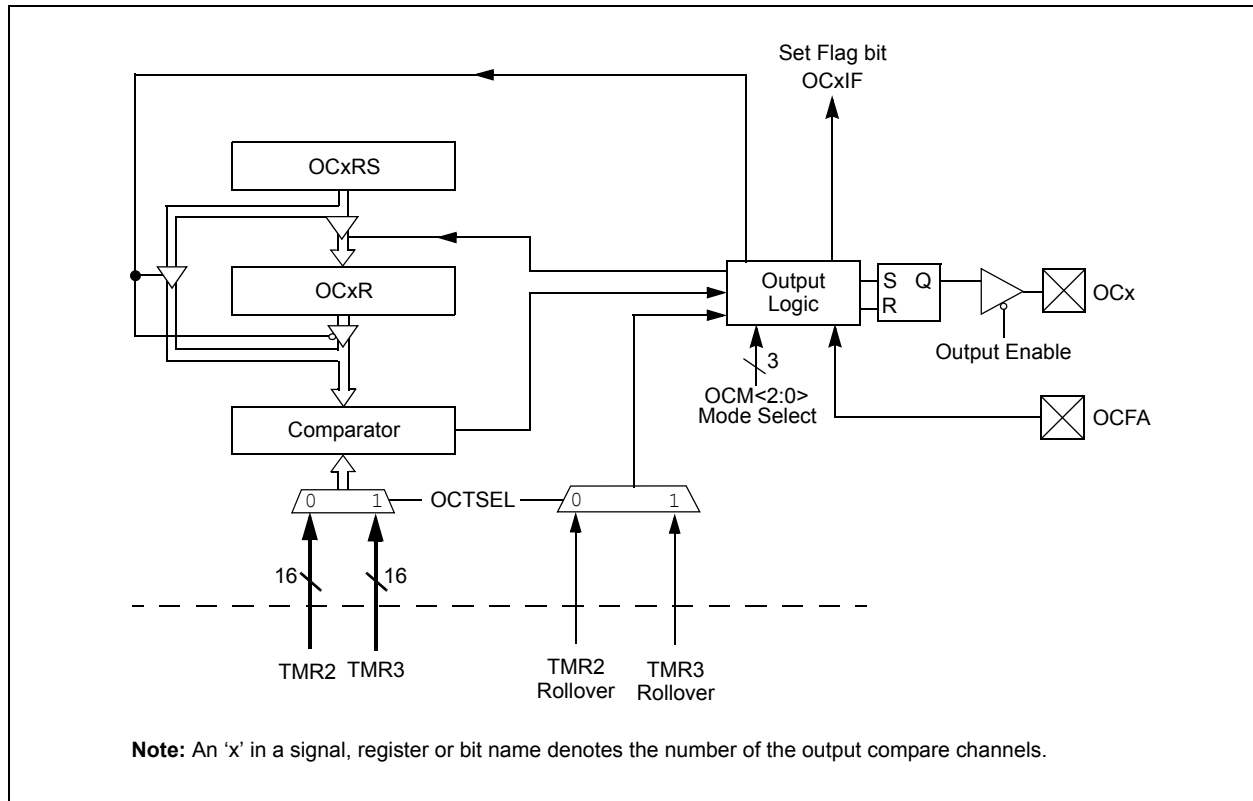 Set Flag bit
OCxIF
OCxRS
OCxR
Output
Logic
S Q
R
OCx
Output Enable
3
OCM<2:0>
Mode Select
OCFA
Comparator
0 1
OCTSEL
0 1
16
16
TMR2
TMR3
TMR2
Rollover
TMR3
Rollover
Note: An ‘x’ in a signal, register or bit name denotes the number of the output compare channels.